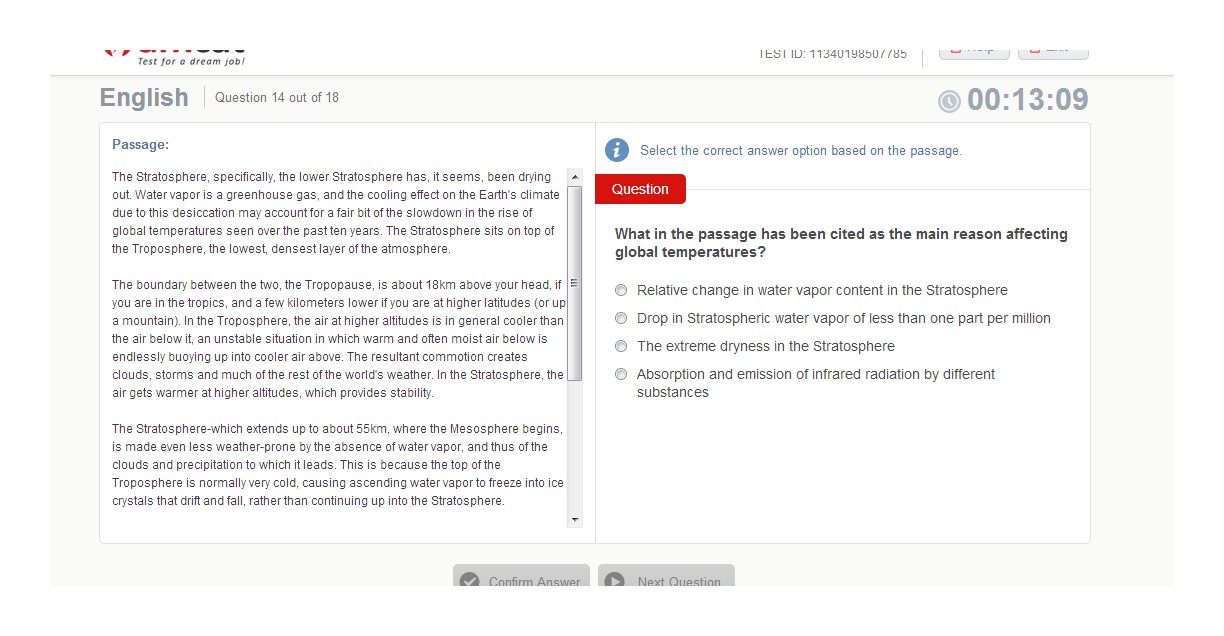 Test for a dream job!
TEST ID: 11340198507785
English
Question 14 out of 18
00:13:09
Passage:
The Stratosphere, specifically, the lower Stratosphere has, it seems, been drying
out. Water vapor is a greenhouse gas, and the cooling effect on the Earth's climate
due to this desiccation may account for a fair bit of the slowdown in the rise of
global temperatures seen over the past ten years. The Stratosphere sits on top of
the Troposphere, the lowest, densest layer of the atmosphere.
The boundary between the two, the Tropopause, is about 18km above your head, if
you are in the tropics, and a few kilometers lower if you are at higher latitudes (or up
a mountain). In the Troposphere, the air at higher altitudes is in general cooler than
the air below it, an unstable situation in which warm and often moist air below is
endlessly buoying up into cooler air above. The resultant commotion creates
clouds, storms and much of the rest of the world's weather. In the Stratosphere, the
air gets warmer at higher altitudes, which provides stability.
The Stratosphere-which extends up to about 55km, where the Mesosphere begins,
is made even less weather-prone by the absence of water vapor, and thus of the
clouds and precipitation to which it leads. This is because the top of the
Troposphere is normally very cold, causing ascending water vapor to freeze into ice
crystals that drift and fall, rather than continuing up into the Stratosphere.
Select the correct answer option based on the passage.
Question
What in the passage has been cited as the main reason affecting
global temperatures?
Relative change in water vapor content in the Stratosphere
Drop in Stratospheric water vapor of less than one part per million
The extreme dryness in the Stratosphere
Absorption and emission of infrared radiation by different
substances
Confirm Answer
Next Question